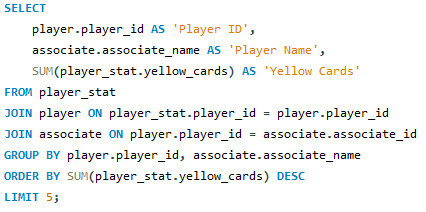 SELECT
player.player_id AS 'Player ID',
associate.associate_name AS 'Player Name',
SUM(player_stat.yellow_cards) AS 'Yellow Cards'
FROM player_stat
JOIN player ON player_stat.player_id = player.player_id
JOIN associate ON player.player_id = associate.associate_id
GROUP BY player.player_id, associate.associate_name
ORDER BY SUM(player_stat.yellow_cards) DESC
LIMIT 5;